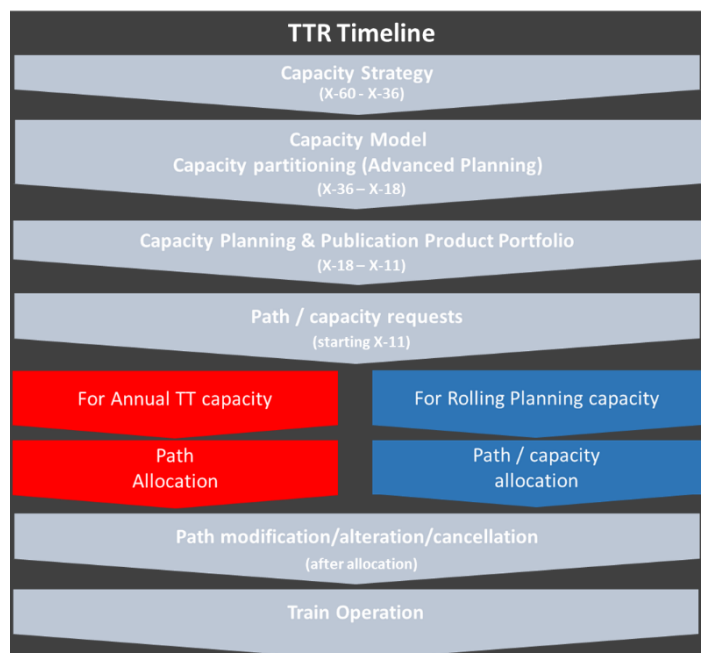 TTR Timeline
Capacity Strategy
(X-60 - X-36)
Capacity Model
Capacity partitioning (Advanced Planning)
(X-36 – X-18)
Capacity Planning & Publication Product Portfolio
(X-18 – X-11)
Path / capacity requests
(starting X-11)
For Annual TT capacity
For Rolling Planning capacity
Path
Allocation
Path / capacity
allocation
Path modification/alteration/cancellation
(after allocation)
Train Operation